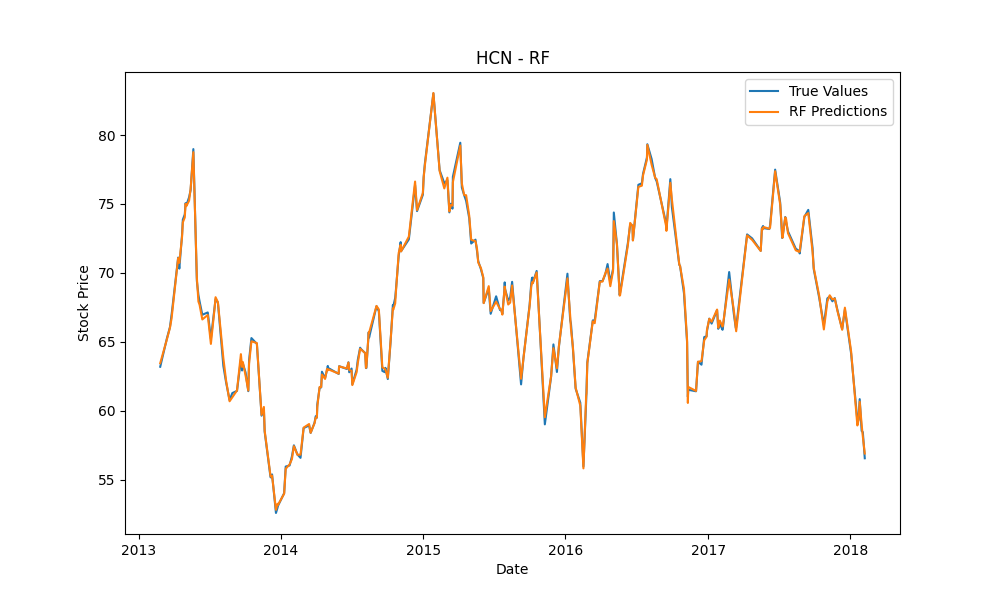 HCN - RF
True Values
RF Predictions
Stock Price
80
75
70
65
60
55
2013
2014
2015
2016
2017
2018
Date